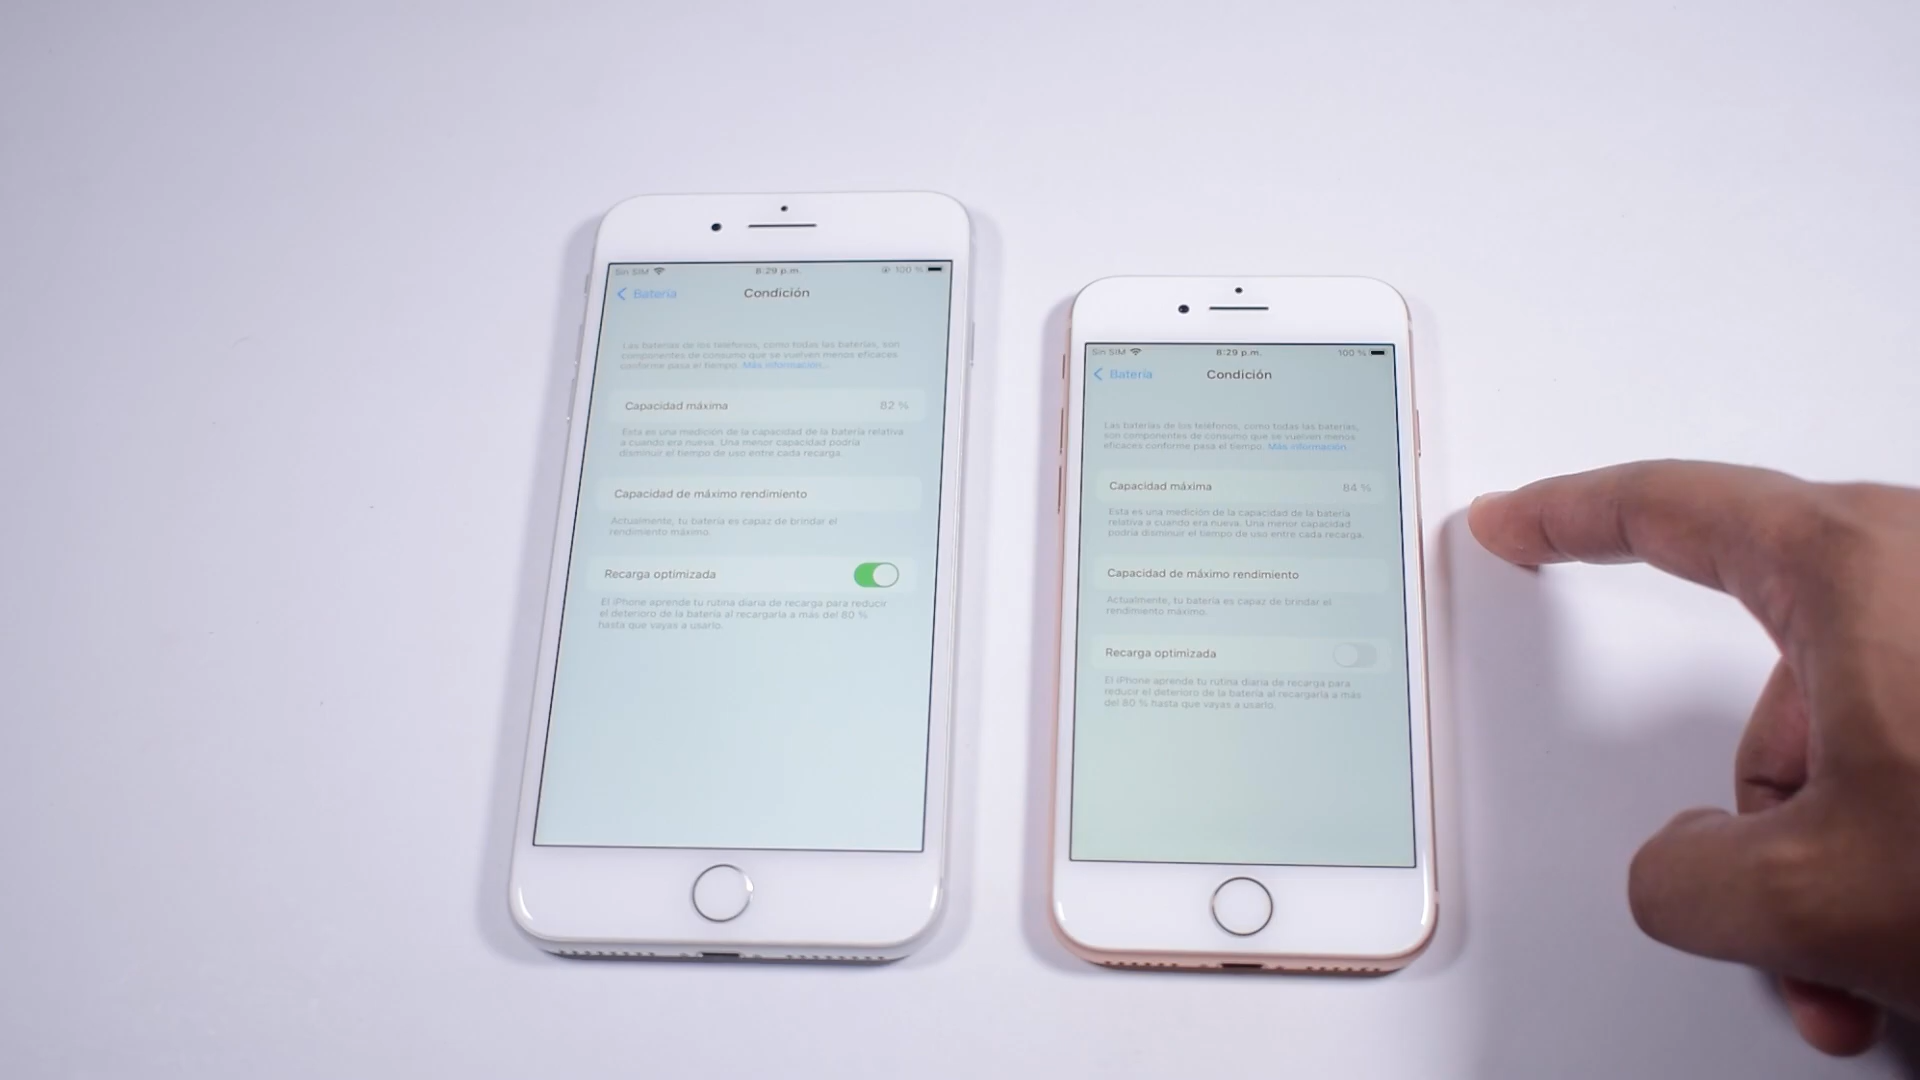 Sin SIM
8:29 p.m.
100 %
Batería
Condición
Las baterías de los teléfonos, como todas las baterías, son
componentes de consumo que se vuelven menos eficaces
conforme pasa el tiempo. Más información...
Capacidad máxima
82 %
Esta es una medición de la capacidad de la batería relativa
a cuando era nueva. Una menor capacidad podría
disminuir el tiempo de uso entre cada recarga.
Capacidad de máximo rendimiento
Actualmente, tu batería es capaz de brindar el
rendimiento máximo.
Recarga optimizada
El iPhone aprende tu rutina diaria de recarga para reducir
el deterioro de la batería al recargarla a más del 80 %
hasta que vayas a usarlo.
Sin SIM
8:29 p.m.
100 %
Batería
Condición
Las baterías de los teléfonos, como todas las baterías,
son componentes de consumo que se vuelven menos
eficaces conforme pasa el tiempo. Más información...
Capacidad máxima
84 %
Esta es una medición de la capacidad de la batería
relativa a cuando era nueva. Una menor capacidad
podría disminuir el tiempo de uso entre cada recarga.
Capacidad de máximo rendimiento
Actualmente, tu batería es capaz de brindar el
rendimiento máximo.
Recarga optimizada
El iPhone aprende tu rutina diaria de recarga para
reducir el deterioro de la batería al recargarla a más
del 80 % hasta que vayas a usarlo.